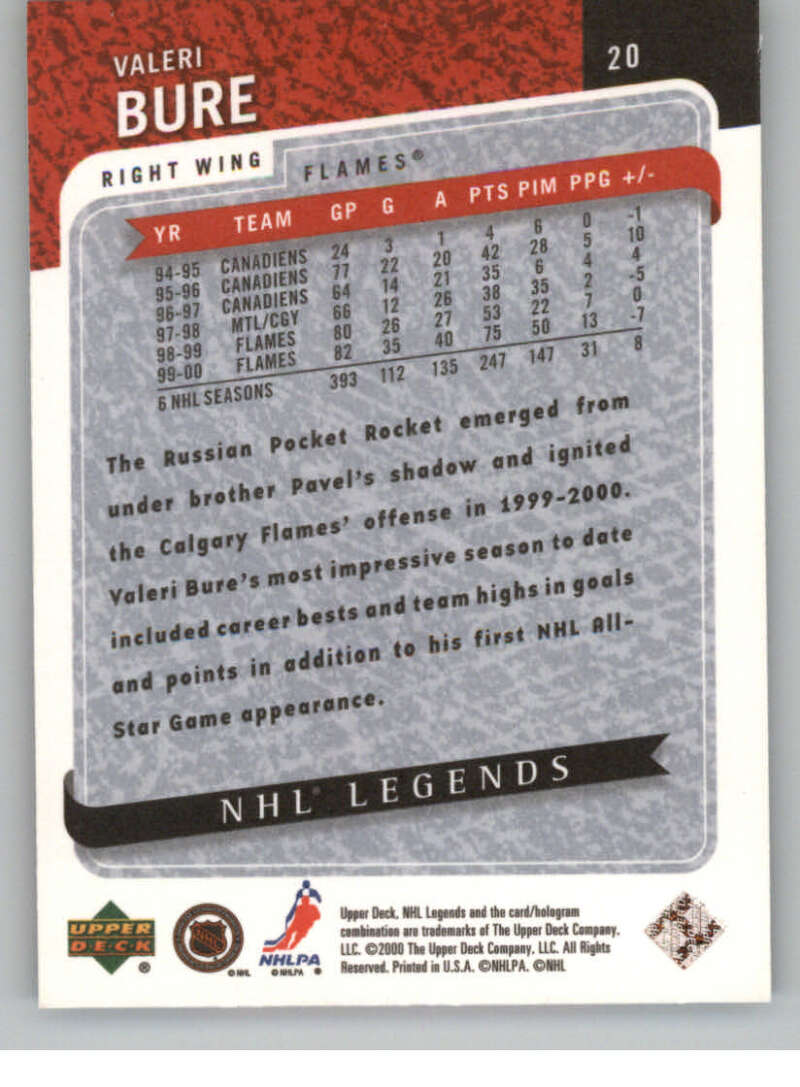 VALERI
BURE
20
RIGHT WING
FLAMES®
YR TEAM GP G A PTS PIM PPG +/-
94-95 CANADIENS 24 3 1 4 6 0 -1
95-96 CANADIENS 77 22 20 42 28 5 10
96-97 CANADIENS 64 14 21 35 6 4 4
97-98 MTL/CGY 66 12 26 38 35 2 -5
98-99 FLAMES 80 26 27 53 22 7 0
99-00 FLAMES 82 35 40 75 50 13 -7
6 NHL SEASONS 393 112 135 247 147 31 8
The Russian Pocket Rocket emerged from
under brother Pavel's shadow and ignited
the Calgary Flames' offense in 1999-2000.
Valeri Bure's most impressive season to date
included career bests and team highs in goals
and points in addition to his first NHL All-
Star Game appearance.
NHL® LEGENDS
UPPER
DECK
®
NHL
© NHL
NHLPA
© NHLPA ®
Upper Deck, NHL Legends and the card/hologram
combination are trademarks of The Upper Deck Company,
LLC. ©2000 The Upper Deck Company, LLC. All Rights
Reserved. Printed in U.S.A. ©NHLPA. ©NHL